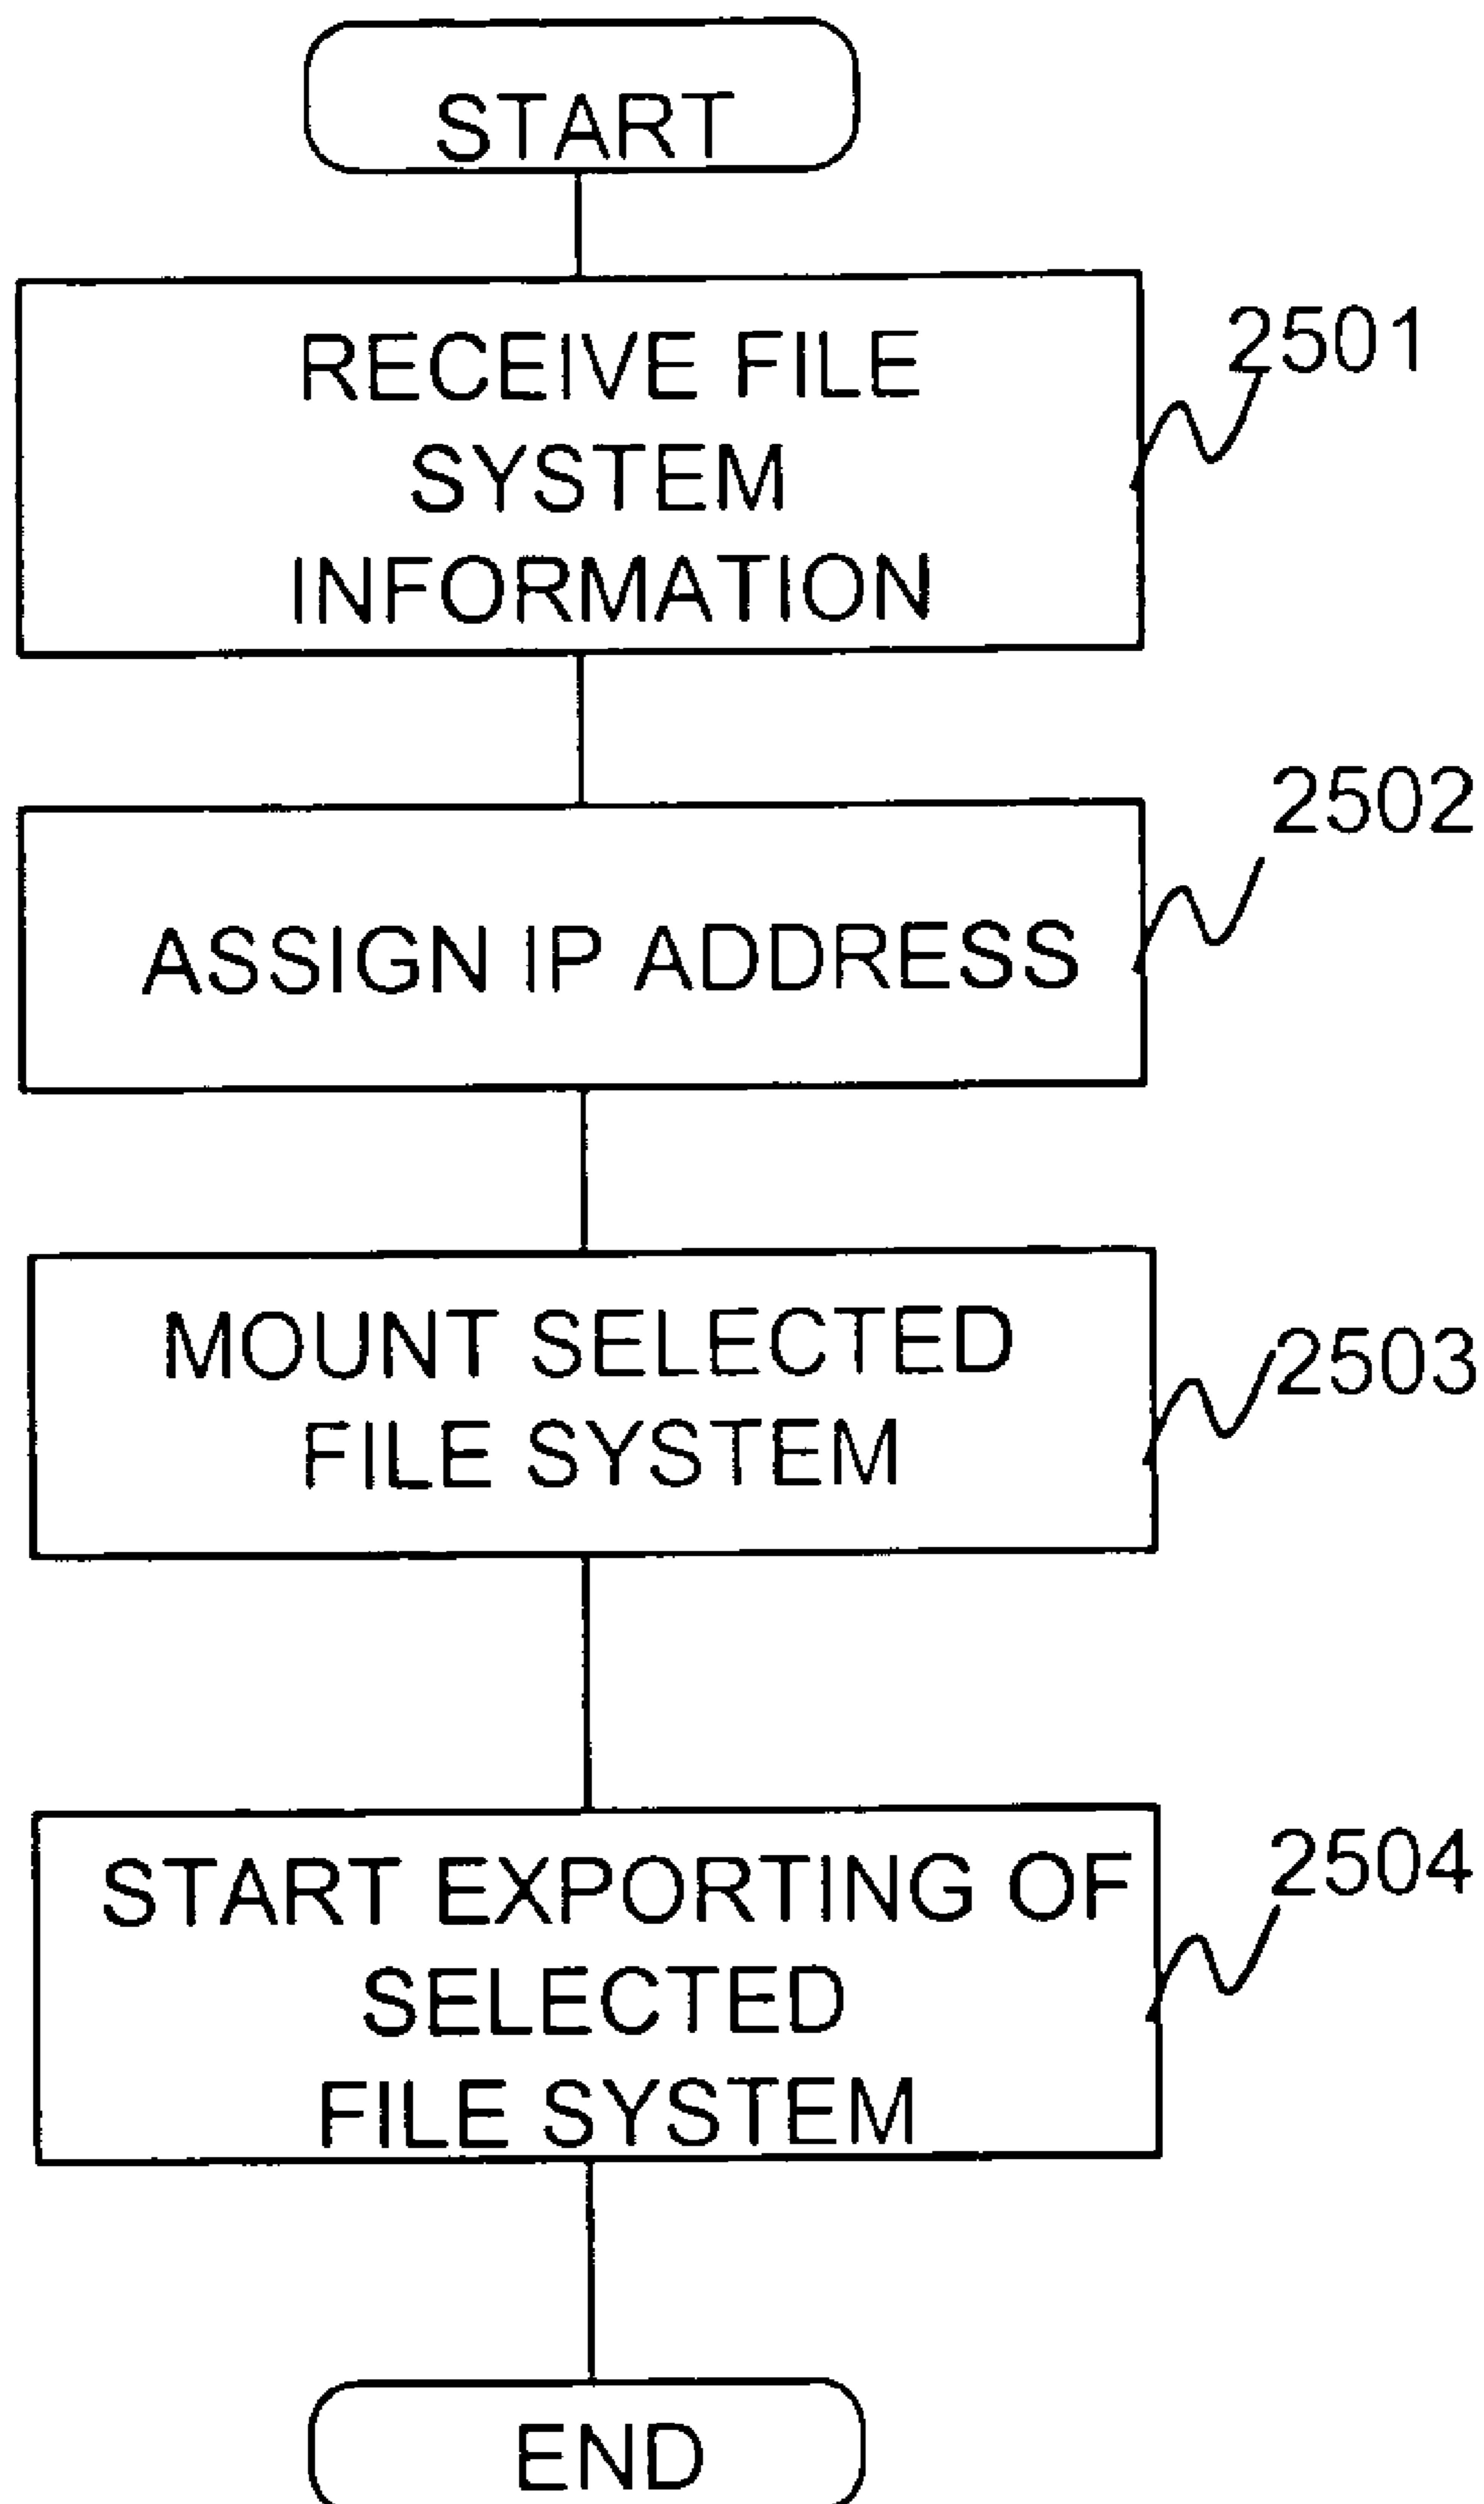 START
RECEIVE FILE
SYSTEM
INFORMATION
2501
ASSIGN IP ADDRESS
2502
MOUNT SELECTED
FILE SYSTEM
2503
START EXPORTING OF
SELECTED
FILE SYSTEM
2504
END